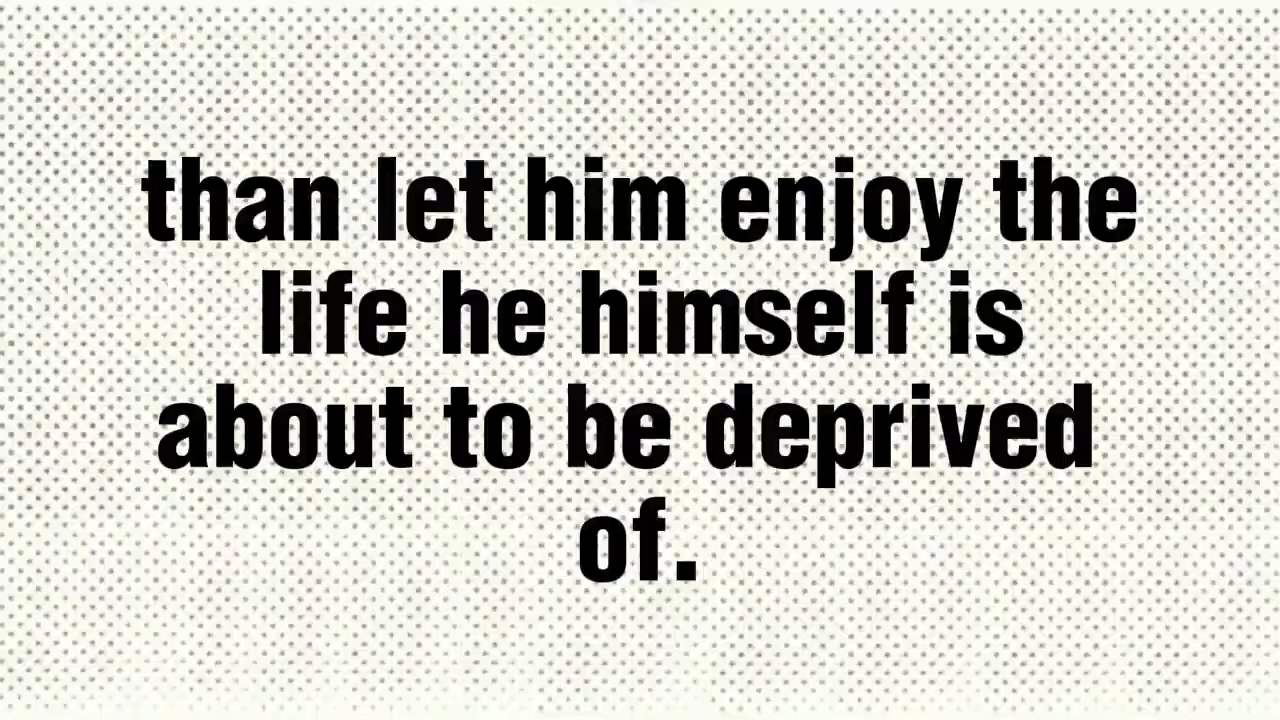 than let him enjoy the
life he himself is
about to be deprived
of.